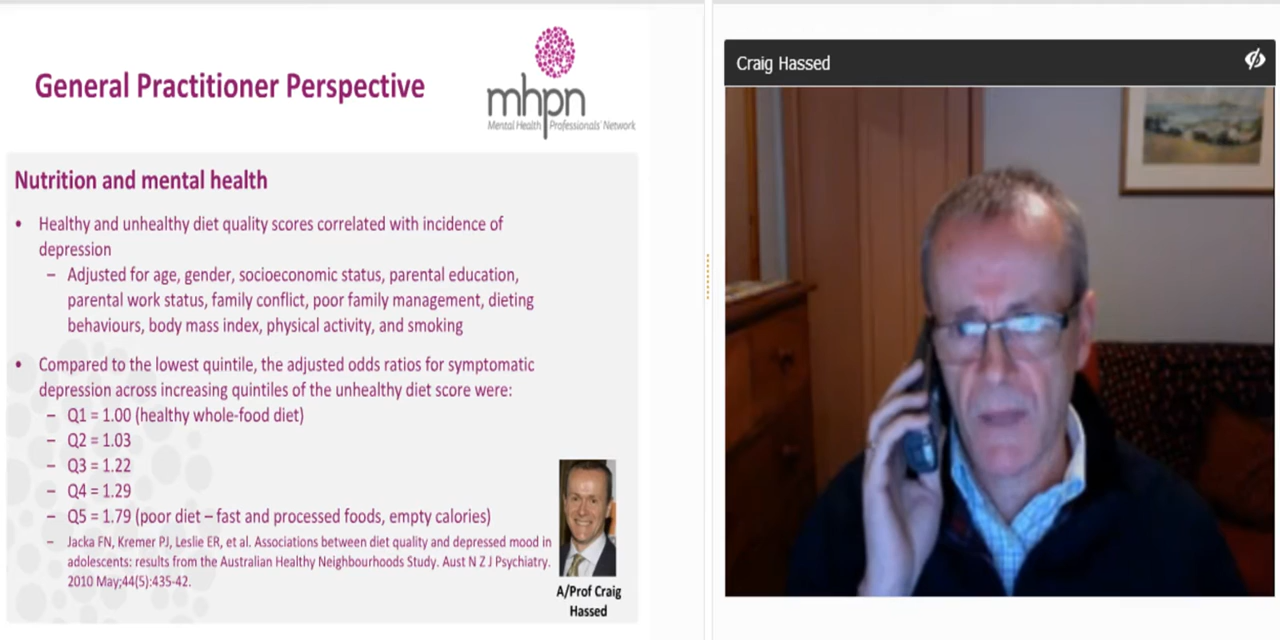 General Practitioner Perspective
mhpn
Mental Health Professionals' Network
Nutrition and mental health
• Healthy and unhealthy diet quality scores correlated with incidence of
depression
– Adjusted for age, gender, socioeconomic status, parental education,
parental work status, family conflict, poor family management, dieting
behaviours, body mass index, physical activity, and smoking
• Compared to the lowest quintile, the adjusted odds ratios for symptomatic
depression across increasing quintiles of the unhealthy diet score were:
– Q1 = 1.00 (healthy whole-food diet)
– Q2 = 1.03
– Q3 = 1.22
– Q4 = 1.29
– Q5 = 1.79 (poor diet – fast and processed foods, empty calories)
– Jacka FN, Kremer PJ, Leslie ER, et al. Associations between diet quality and depressed mood in
adolescents: results from the Australian Healthy Neighbourhoods Study. Aust N Z J Psychiatry.
2010 May;44(5):435-42.
A/Prof Craig
Hassed
Craig Hassed